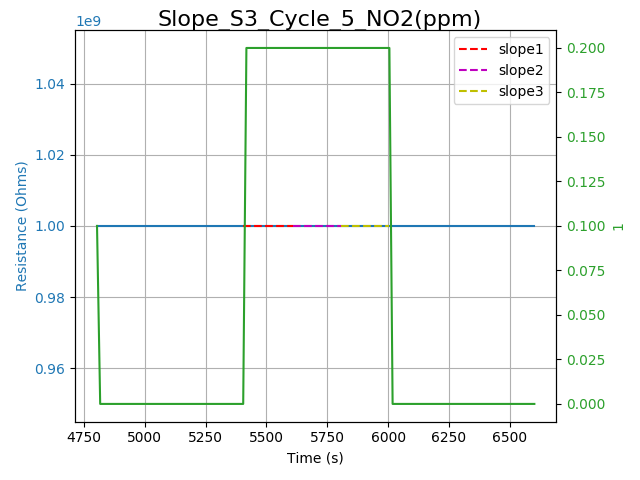 Slope_S3_Cycle_5_NO2(ppm)
1e9
slope1
slope2
slope3
1.04
1.02
1.00
0.98
0.96
Resistance (Ohms)
0.200
0.175
0.150
0.125
0.100
0.075
0.050
0.025
0.000
1
4750 5000 5250 5500 5750 6000 6250 6500
Time (s)